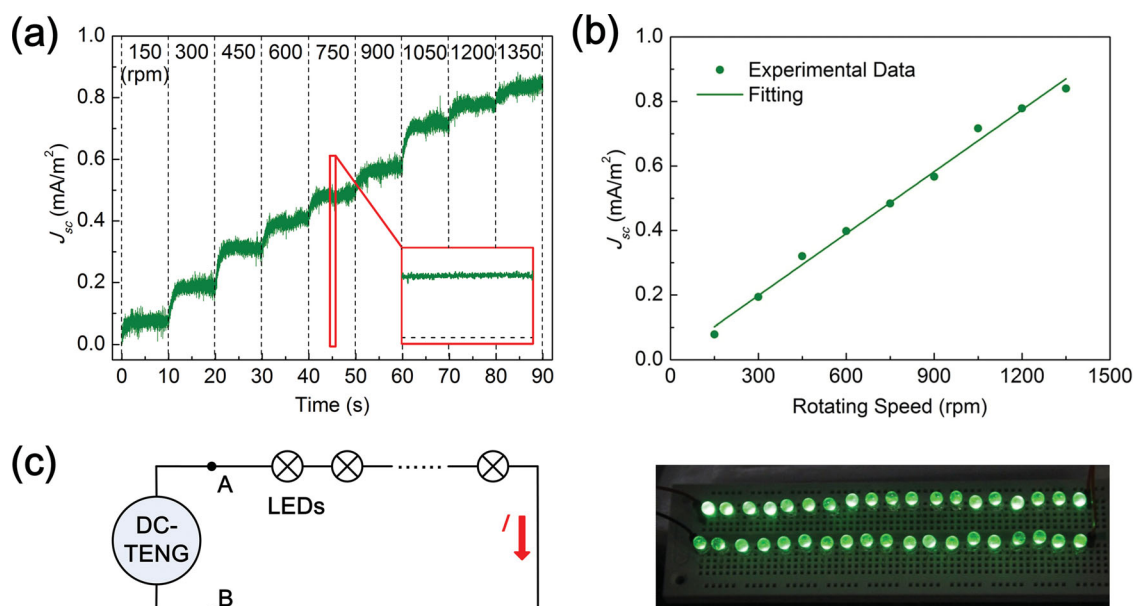 (a)
1.0
0.8
0.6
0.4
0.2
0.0
J_sc (mA/m²)
150 300 450 600 750 900 1050 1200 1350
(rpm)
0 10 20 30 40 50 60 70 80 90
Time (s)
(b)
1.0
0.8
0.6
0.4
0.2
0.0
J_sc (mA/m²)
Experimental Data
Fitting
0 300 600 900 1200 1500
Rotating Speed (rpm)
(c)
A
LEDs
DC-
TENG
I
B